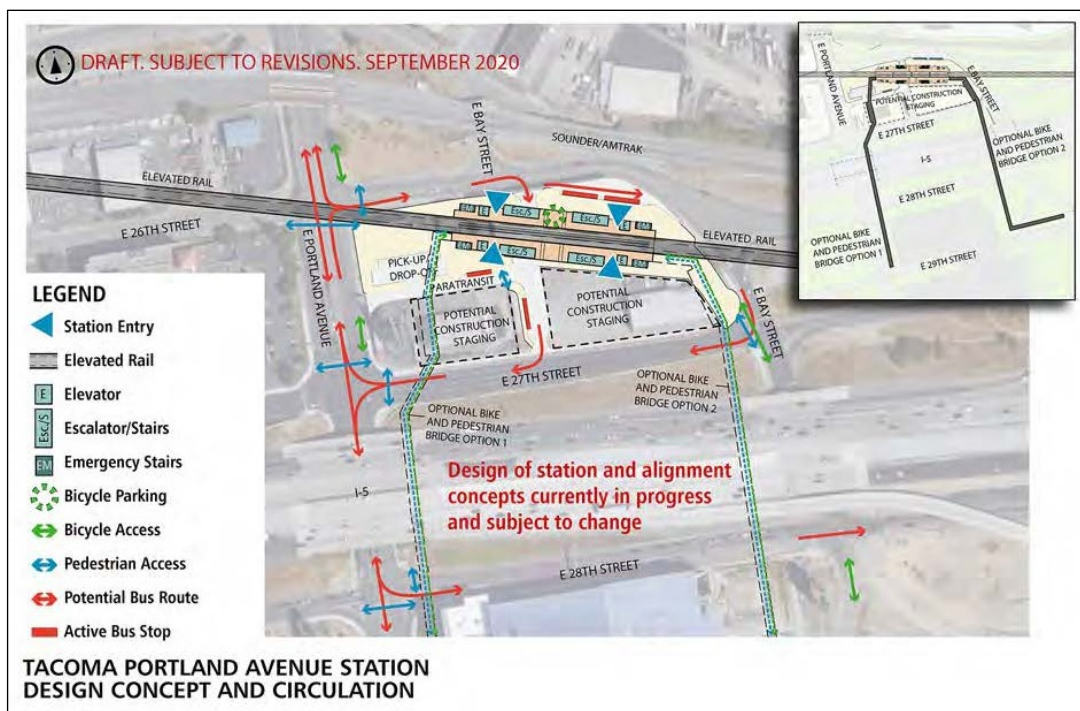 DRAFT. SUBJECT TO REVISIONS. SEPTEMBER 2020
E BAY STREET
SOUNDER/AMTRAK
ELEVATED RAIL
E 26TH STREET
E PORTLAND AVENUE
EM
E
Esc./S
Esc./S
E
EM
EM
E
Esc./S
Esc./S
E
EM
ELEVATED RAIL
PICK-UP/
DROP-O
ARATRANSIT
POTENTIAL
CONSTRUCTION
STAGING
POTENTIAL
CONSTRUCTION
STAGING
E BAY STREET
E 27TH STREET
OPTIONAL BIKE
AND PEDESTRIAN
BRIDGE OPTION 1
OPTIONAL BIKE
AND PEDESTRIAN
BRIDGE OPTION 2
I-5
Design of station and alignment
concepts currently in progress
and subject to change
E 28TH STREET
LEGEND
Station Entry
Elevated Rail
E
Elevator
Esc./S
Escalator/Stairs
EM
Emergency Stairs
Bicycle Parking
Bicycle Access
Pedestrian Access
Potential Bus Route
Active Bus Stop
E PORTLAND AVENUE
E BAY STREET
POTENTIAL CONSTRUCTION
STAGING
E 27TH STREET
I-5
OPTIONAL BIKE
AND PEDESTRIAN
BRIDGE OPTION 2
E 28TH STREET
OPTIONAL BIKE
AND PEDESTRIAN
BRIDGE OPTION 1
E 29TH STREET
TACOMA PORTLAND AVENUE STATION
DESIGN CONCEPT AND CIRCULATION